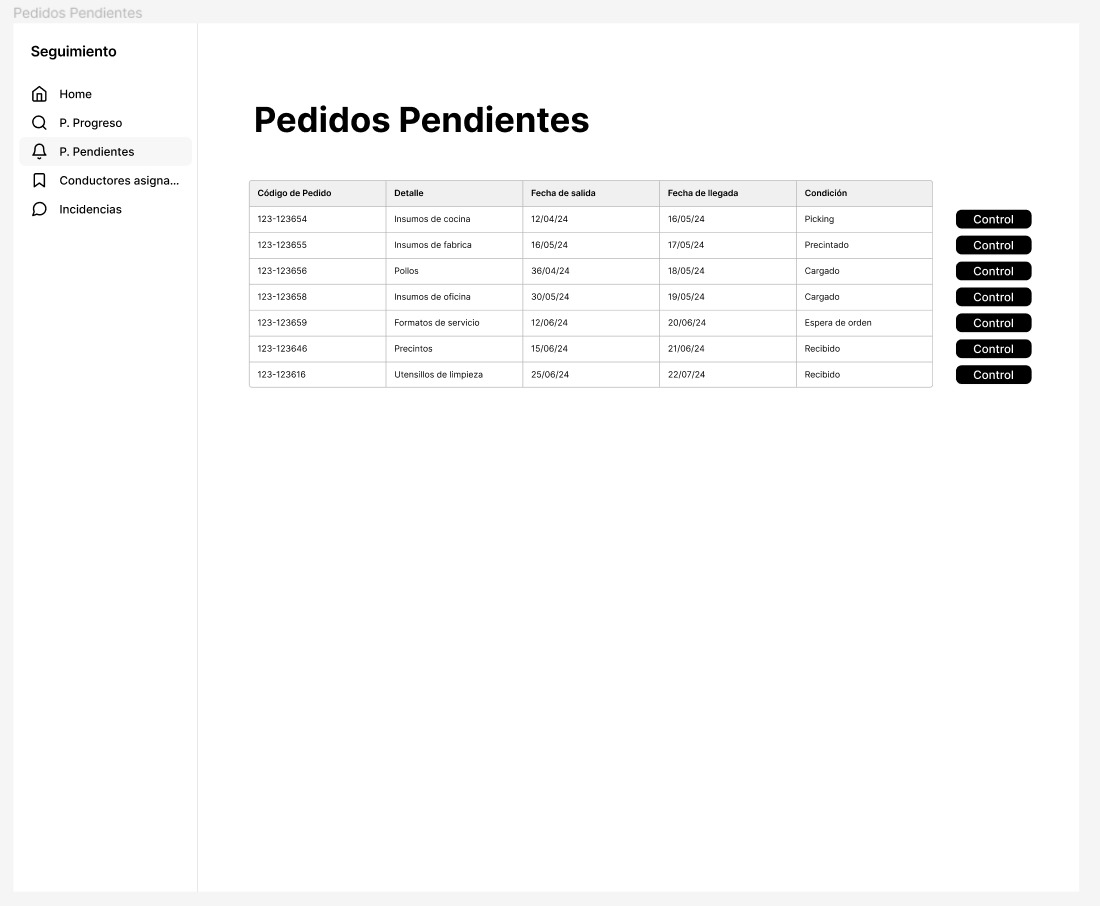 Pedidos Pendientes
Seguimiento
Home
P. Progreso
P. Pendientes
Conductores asigna...
Incidencias
Pedidos Pendientes
Código de Pedido Detalle Fecha de salida Fecha de llegada Condición
123-123654 Insumos de cocina 12/04/24 16/05/24 Picking Control
123-123655 Insumos de fabrica 16/05/24 17/05/24 Precintado Control
123-123656 Pollos 36/04/24 18/05/24 Cargado Control
123-123658 Insumos de oficina 30/05/24 19/05/24 Cargado Control
123-123659 Formatos de servicio 12/06/24 20/06/24 Espera de orden Control
123-123646 Precintos 15/06/24 21/06/24 Recibido Control
123-123616 Utensillos de limpieza 25/06/24 22/07/24 Recibido Control